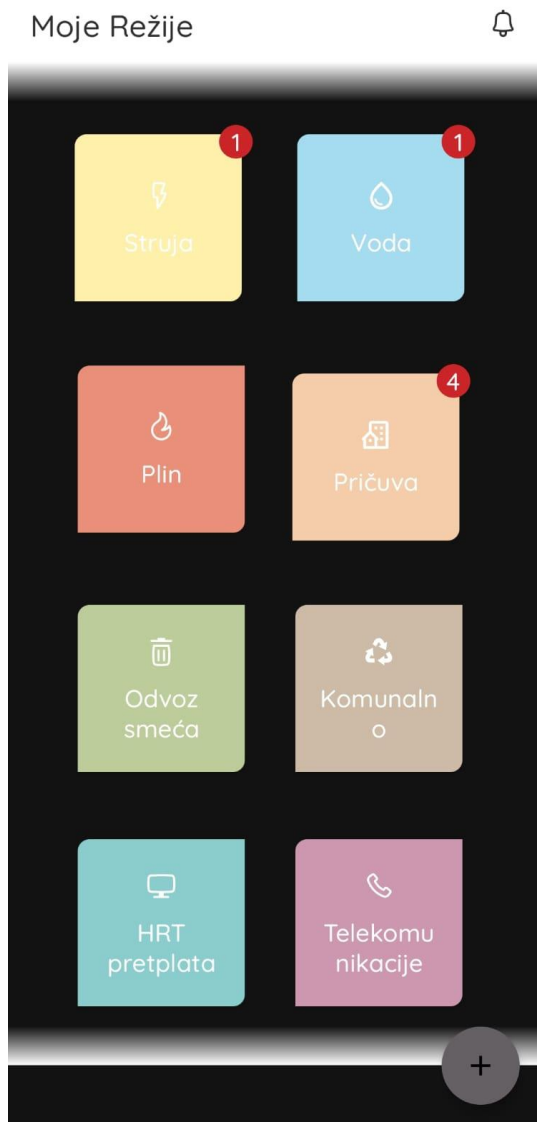 Moje Režije
1
1
Struja
Voda
4
Plin
Pričuva
Odvoz
smeća
Komunaln
o
HRT
pretplata
Telekomu
nikacije
+